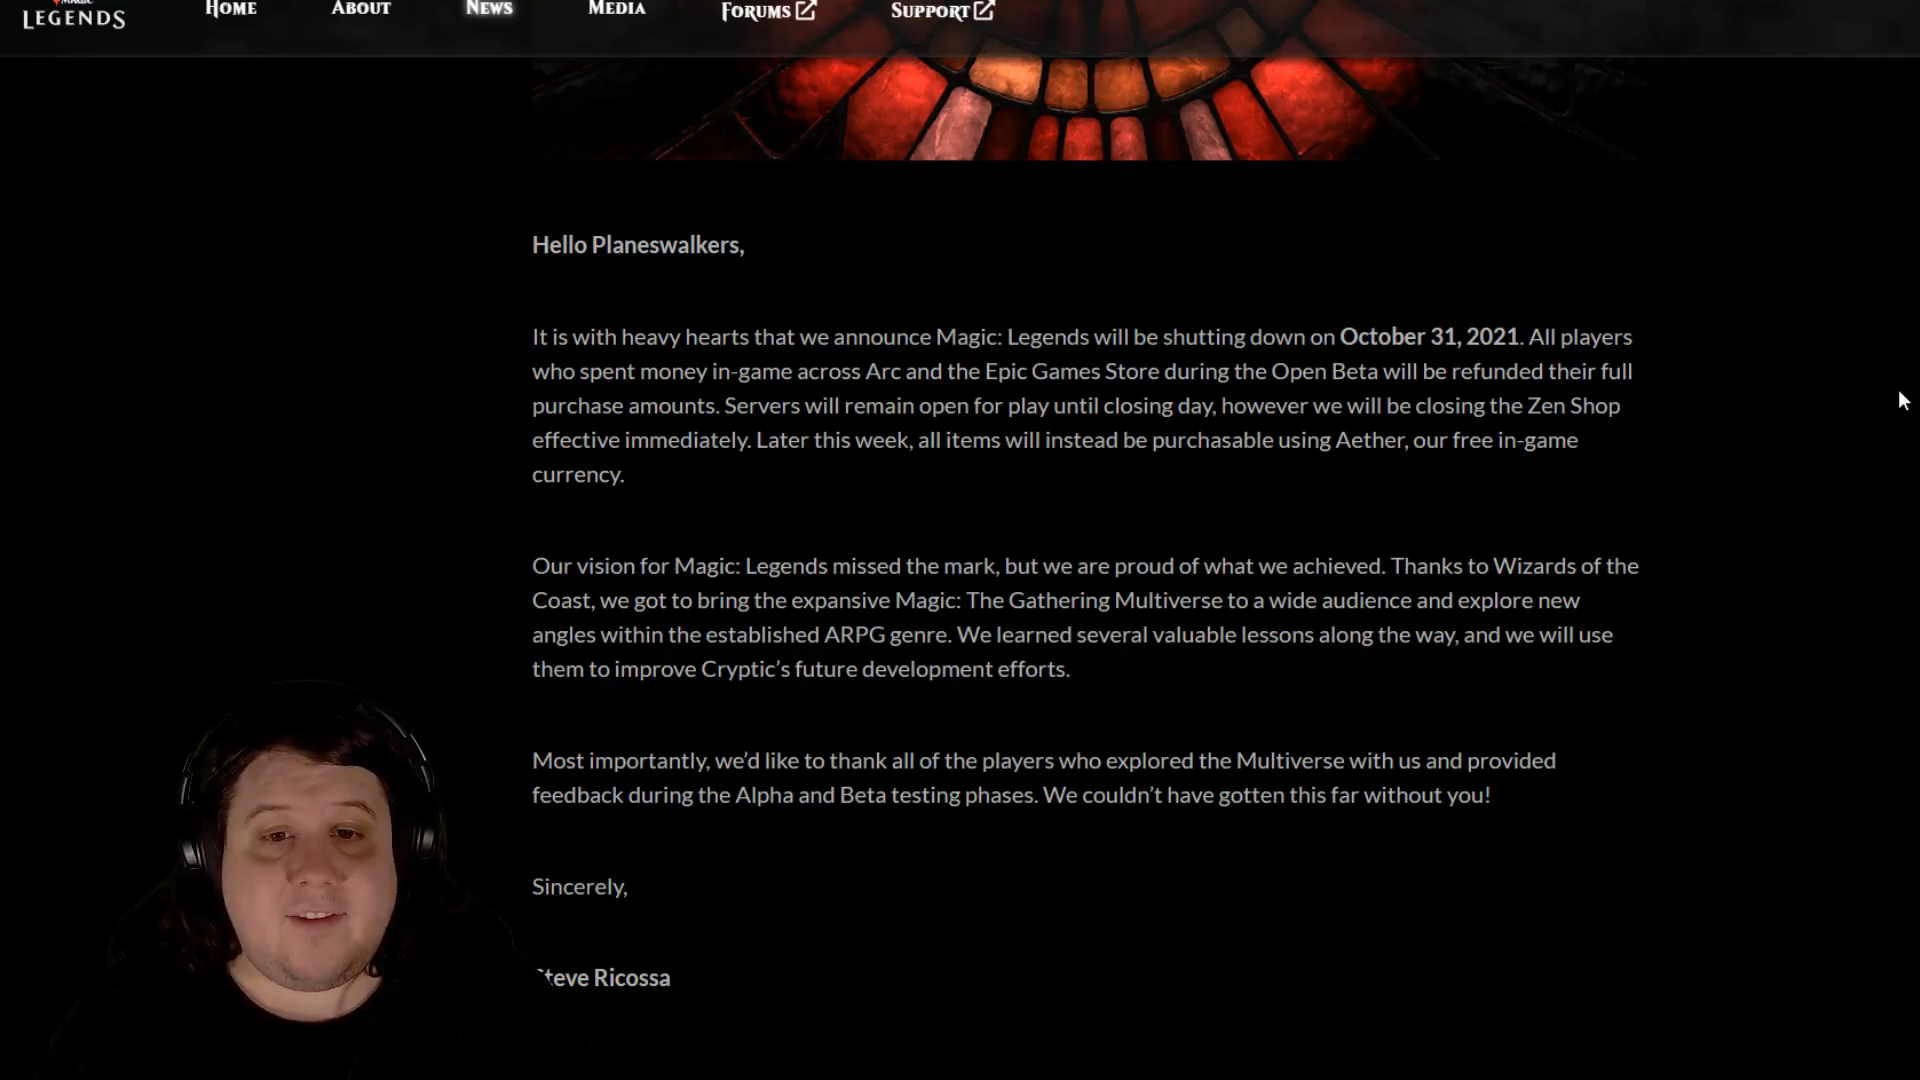 MAGIC
LEGENDS
HOME
ABOUT
NEWS
MEDIA
FORUMS
SUPPORT
Hello Planeswalkers,
It is with heavy hearts that we announce Magic: Legends will be shutting down on October 31, 2021. All players
who spent money in-game across Arc and the Epic Games Store during the Open Beta will be refunded their full
purchase amounts. Servers will remain open for play until closing day, however we will be closing the Zen Shop
effective immediately. Later this week, all items will instead be purchasable using Aether, our free in-game
currency.
Our vision for Magic: Legends missed the mark, but we are proud of what we achieved. Thanks to Wizards of the
Coast, we got to bring the expansive Magic: The Gathering Multiverse to a wide audience and explore new
angles within the established ARPG genre. We learned several valuable lessons along the way, and we will use
them to improve Cryptic’s future development efforts.
Most importantly, we’d like to thank all of the players who explored the Multiverse with us and provided
feedback during the Alpha and Beta testing phases. We couldn’t have gotten this far without you!
Sincerely,
Steve Ricossa